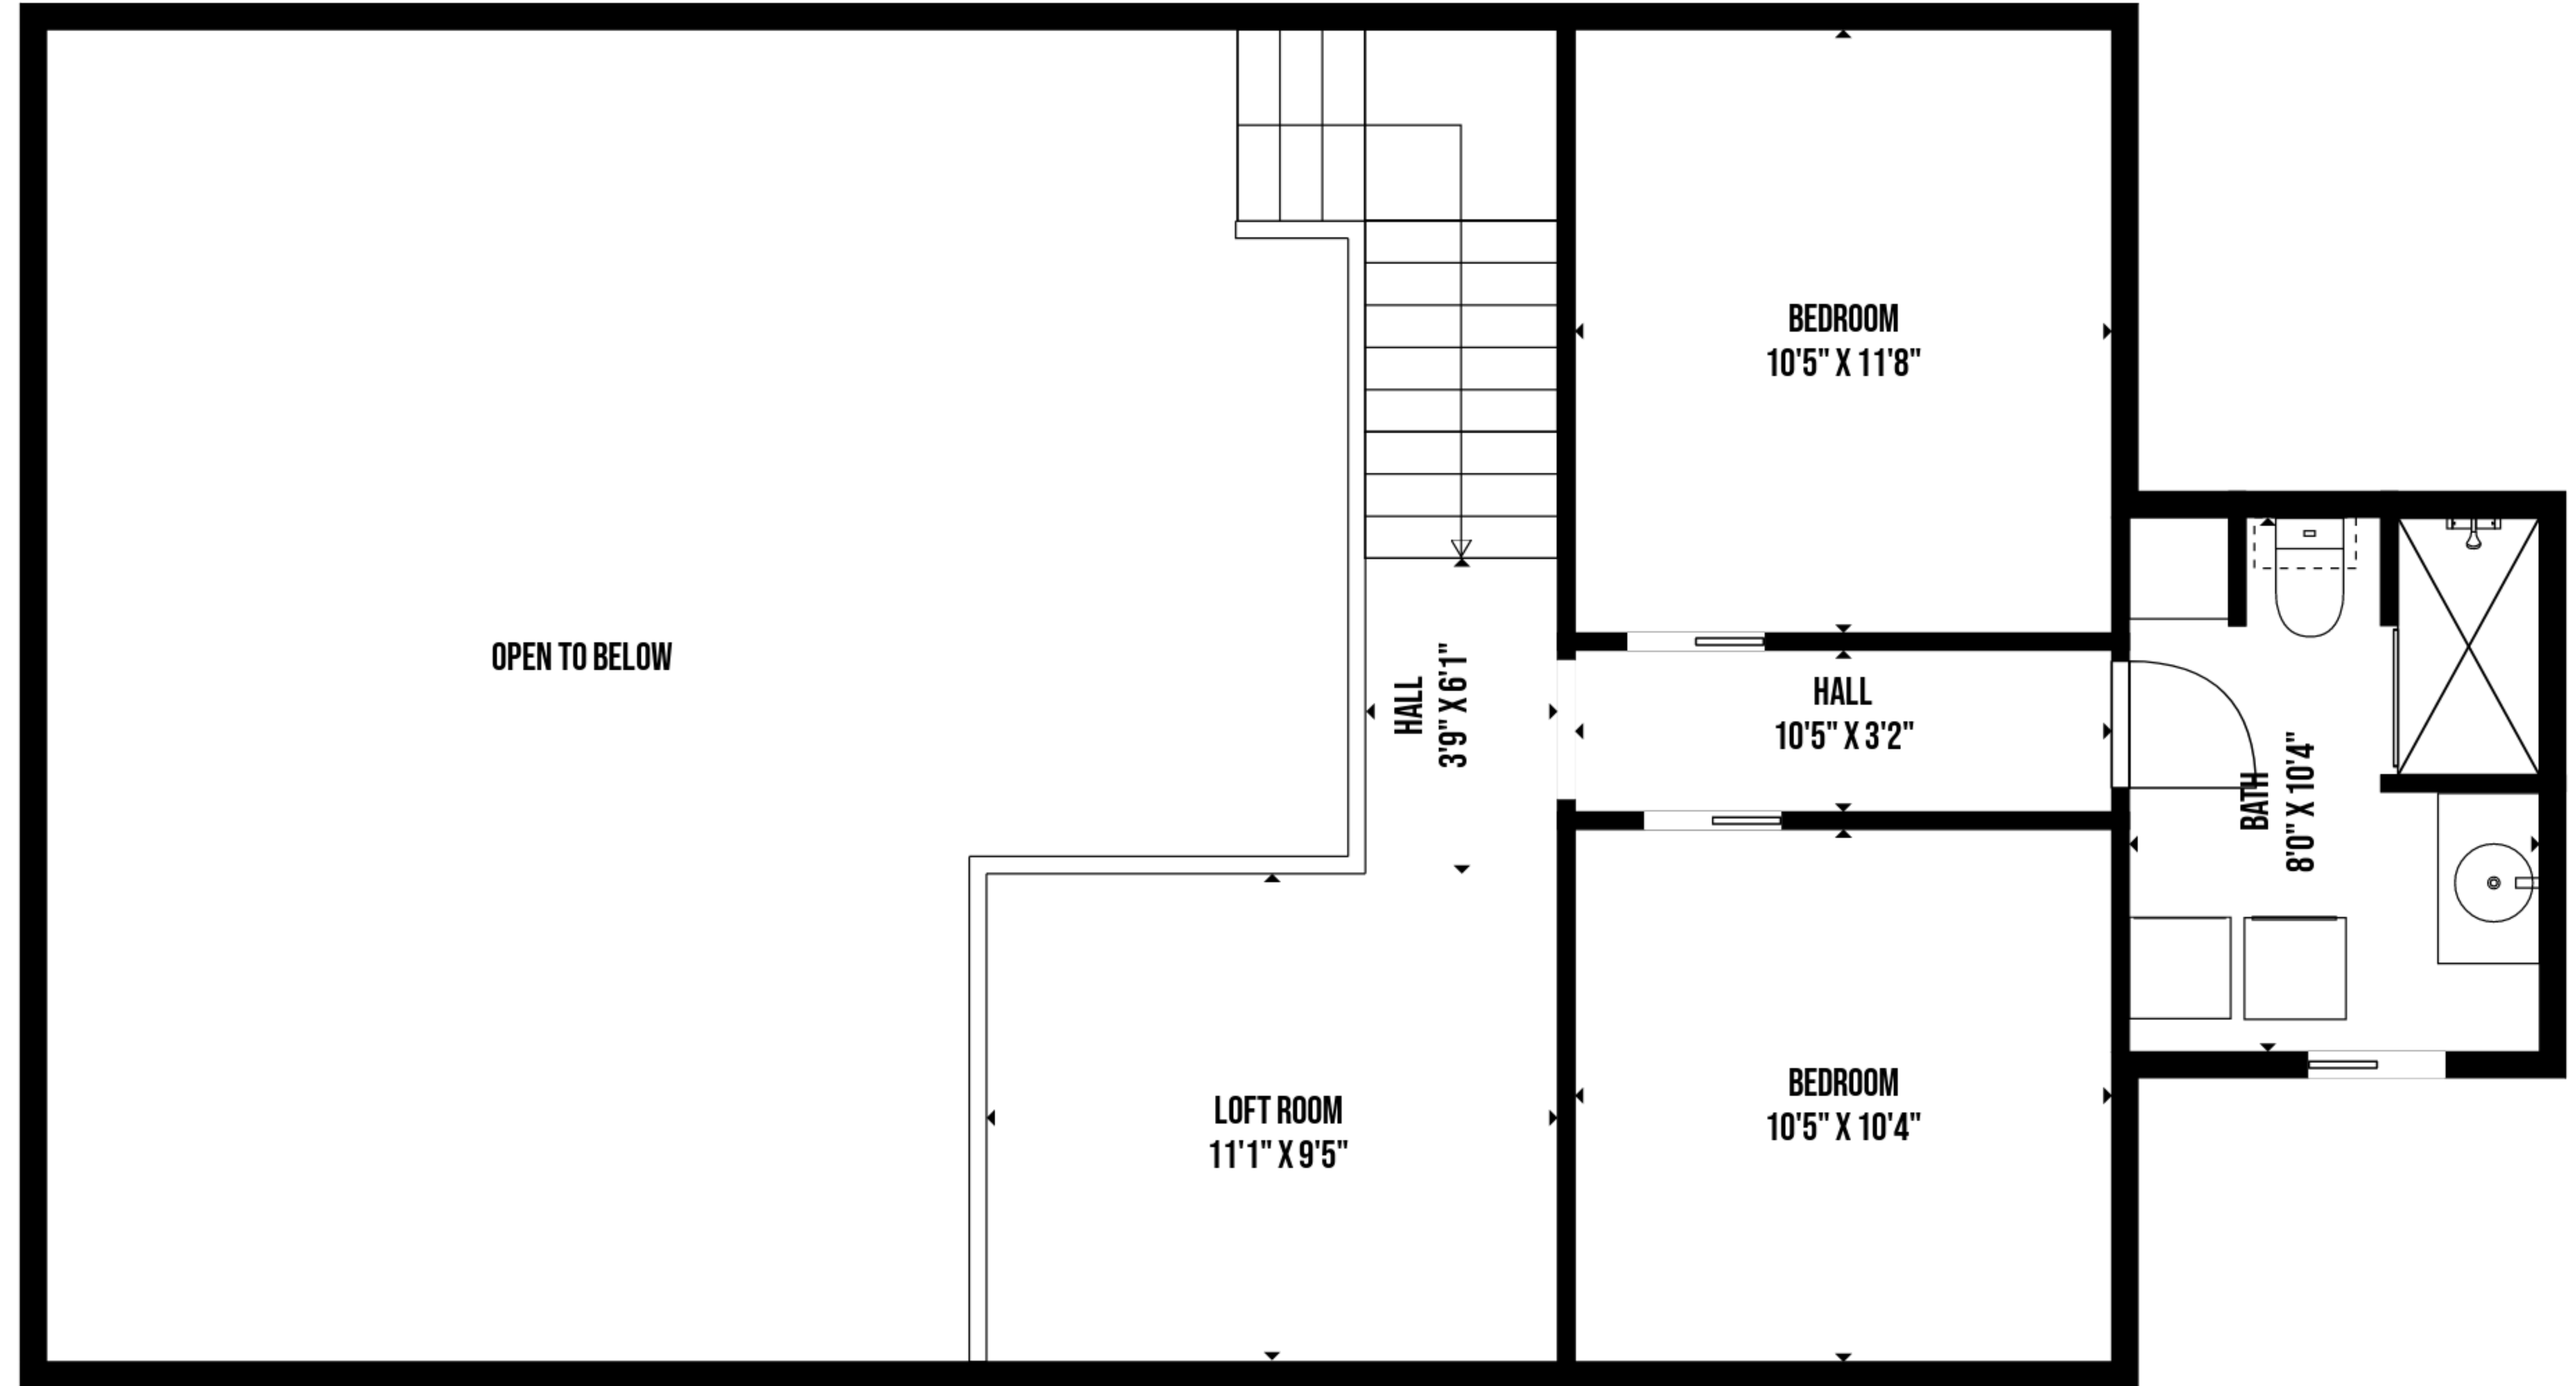 BEDROOM
10'5" X 11'8"
OPEN TO BELOW
HALL
3'9" X 6'1"
HALL
10'5" X 3'2"
BATH
8'0" X 10'4"
LOFT ROOM
11'1" X 9'5"
BEDROOM
10'5" X 10'4"